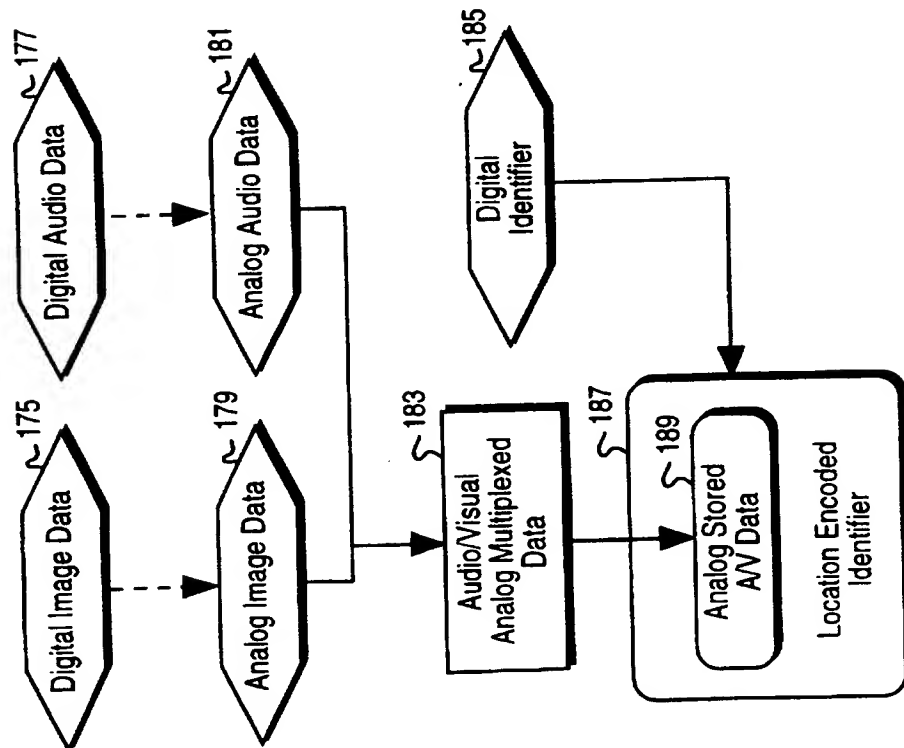 Digital Image Data
175
Digital Audio Data
177
Analog Image Data
179
Analog Audio Data
181
Audio/Visual
Analog Multiplexed
Data
183
Digital
Identifier
185
187
189
Analog Stored
A/V Data
Location Encoded
Identifier